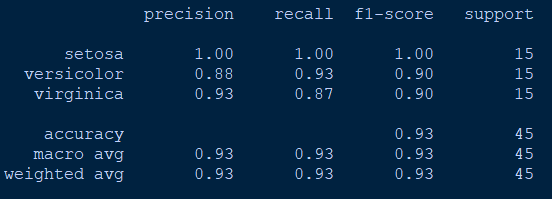 precision recall f1-score support
setosa 1.00 1.00 1.00 15
versicolor 0.88 0.93 0.90 15
virginica 0.93 0.87 0.90 15
accuracy 0.93 45
macro avg 0.93 0.93 0.93 45
weighted avg 0.93 0.93 0.93 45